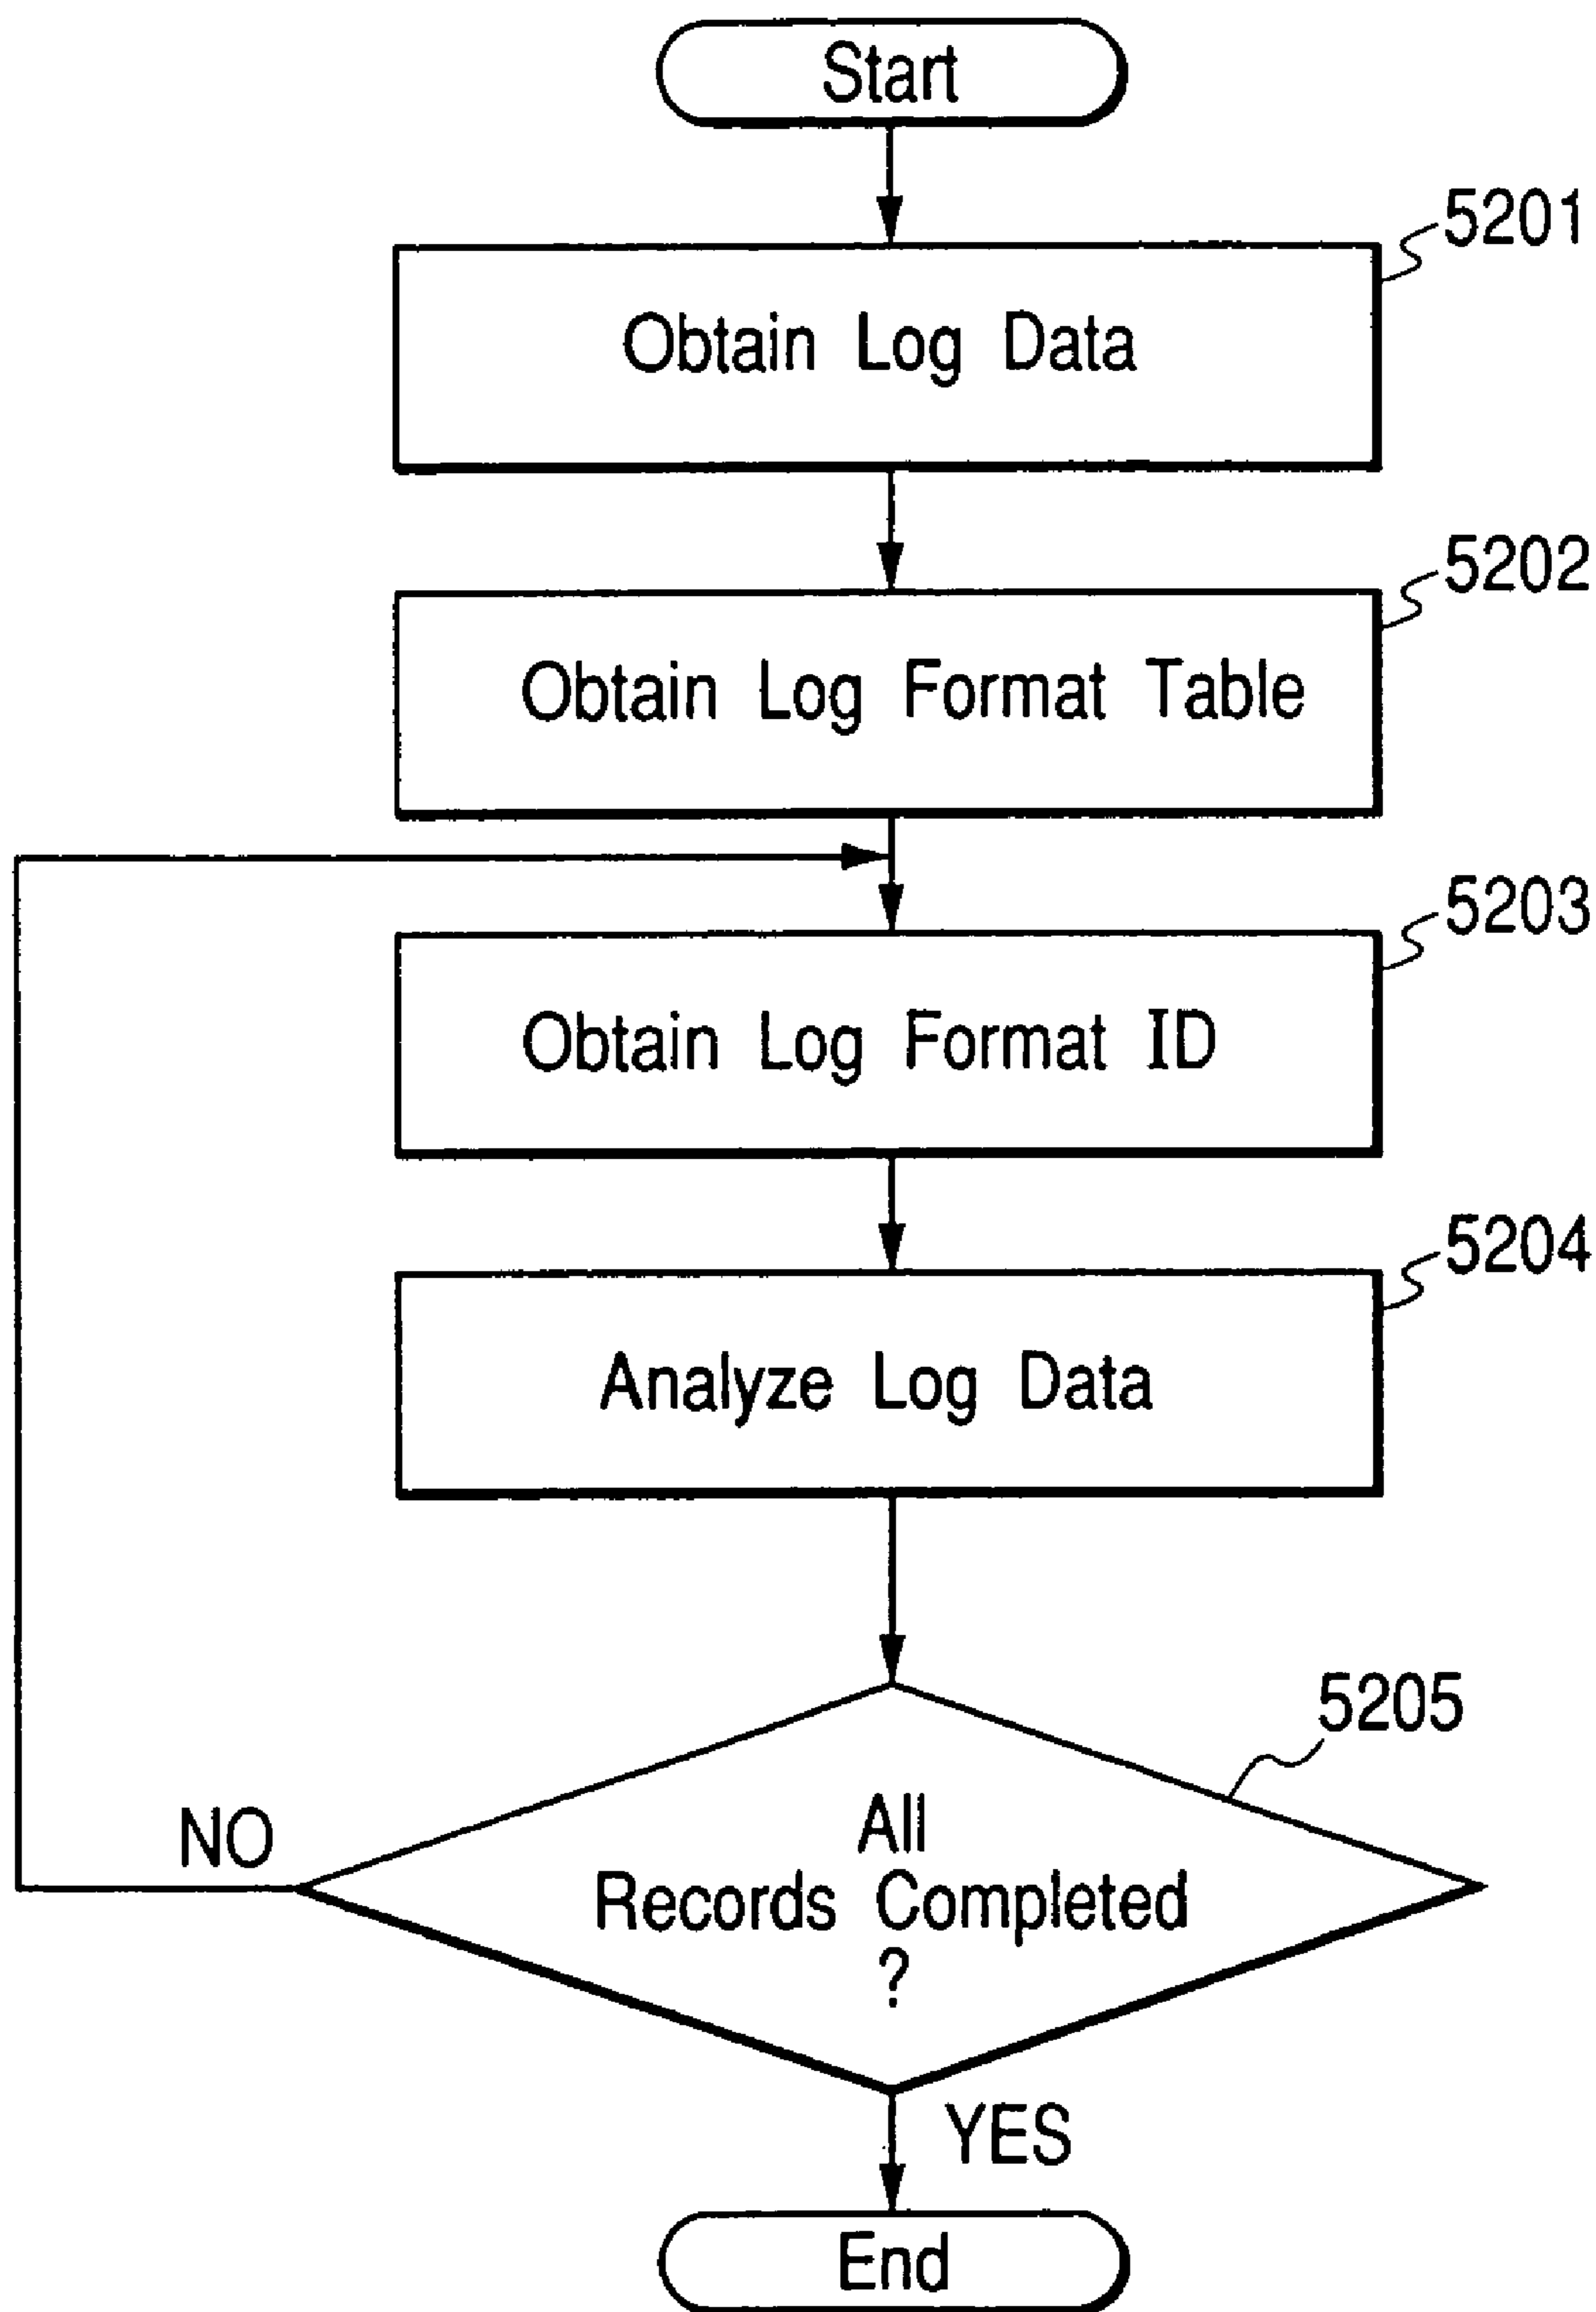 Start
5201
Obtain Log Data
5202
Obtain Log Format Table
5203
Obtain Log Format ID
5204
Analyze Log Data
5205
NO
All
Records Completed
?
YES
End